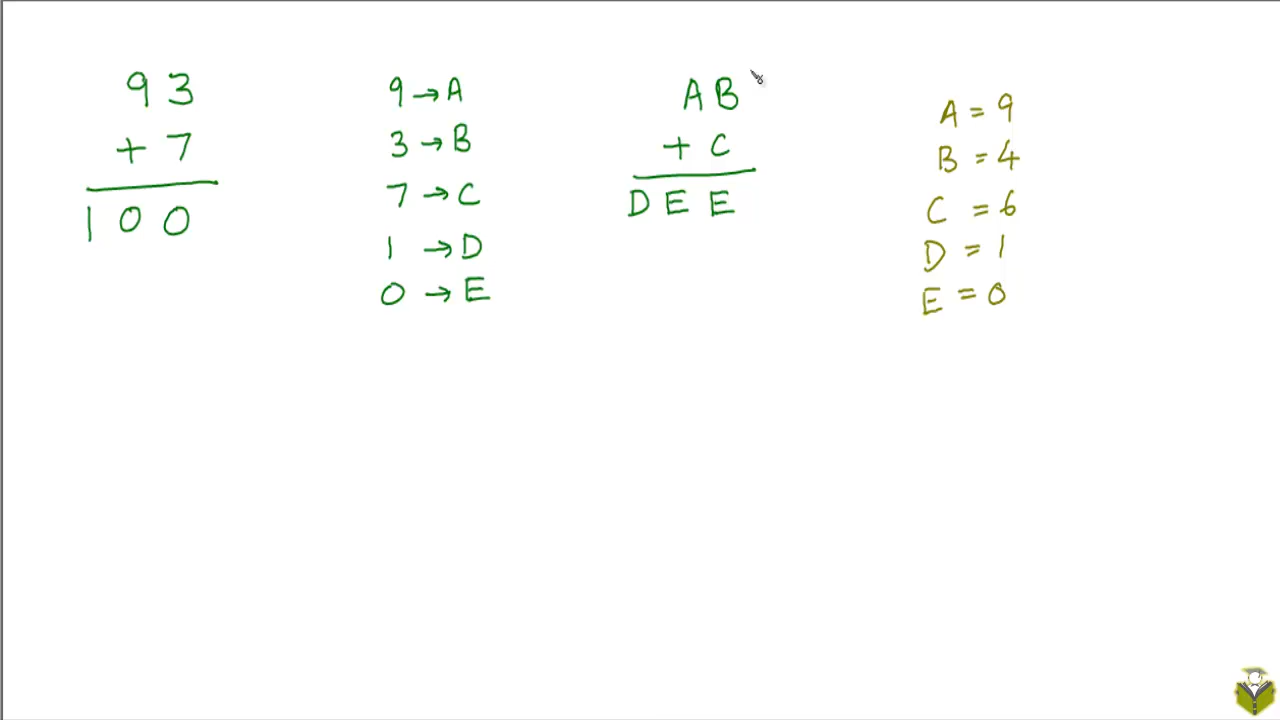 93
+ 7
100
9 → A
3 → B
7 → C
1 → D
0 → E
AB
+ C
DEE
A = 9
B = 4
C = 6
D = 1
E = 0